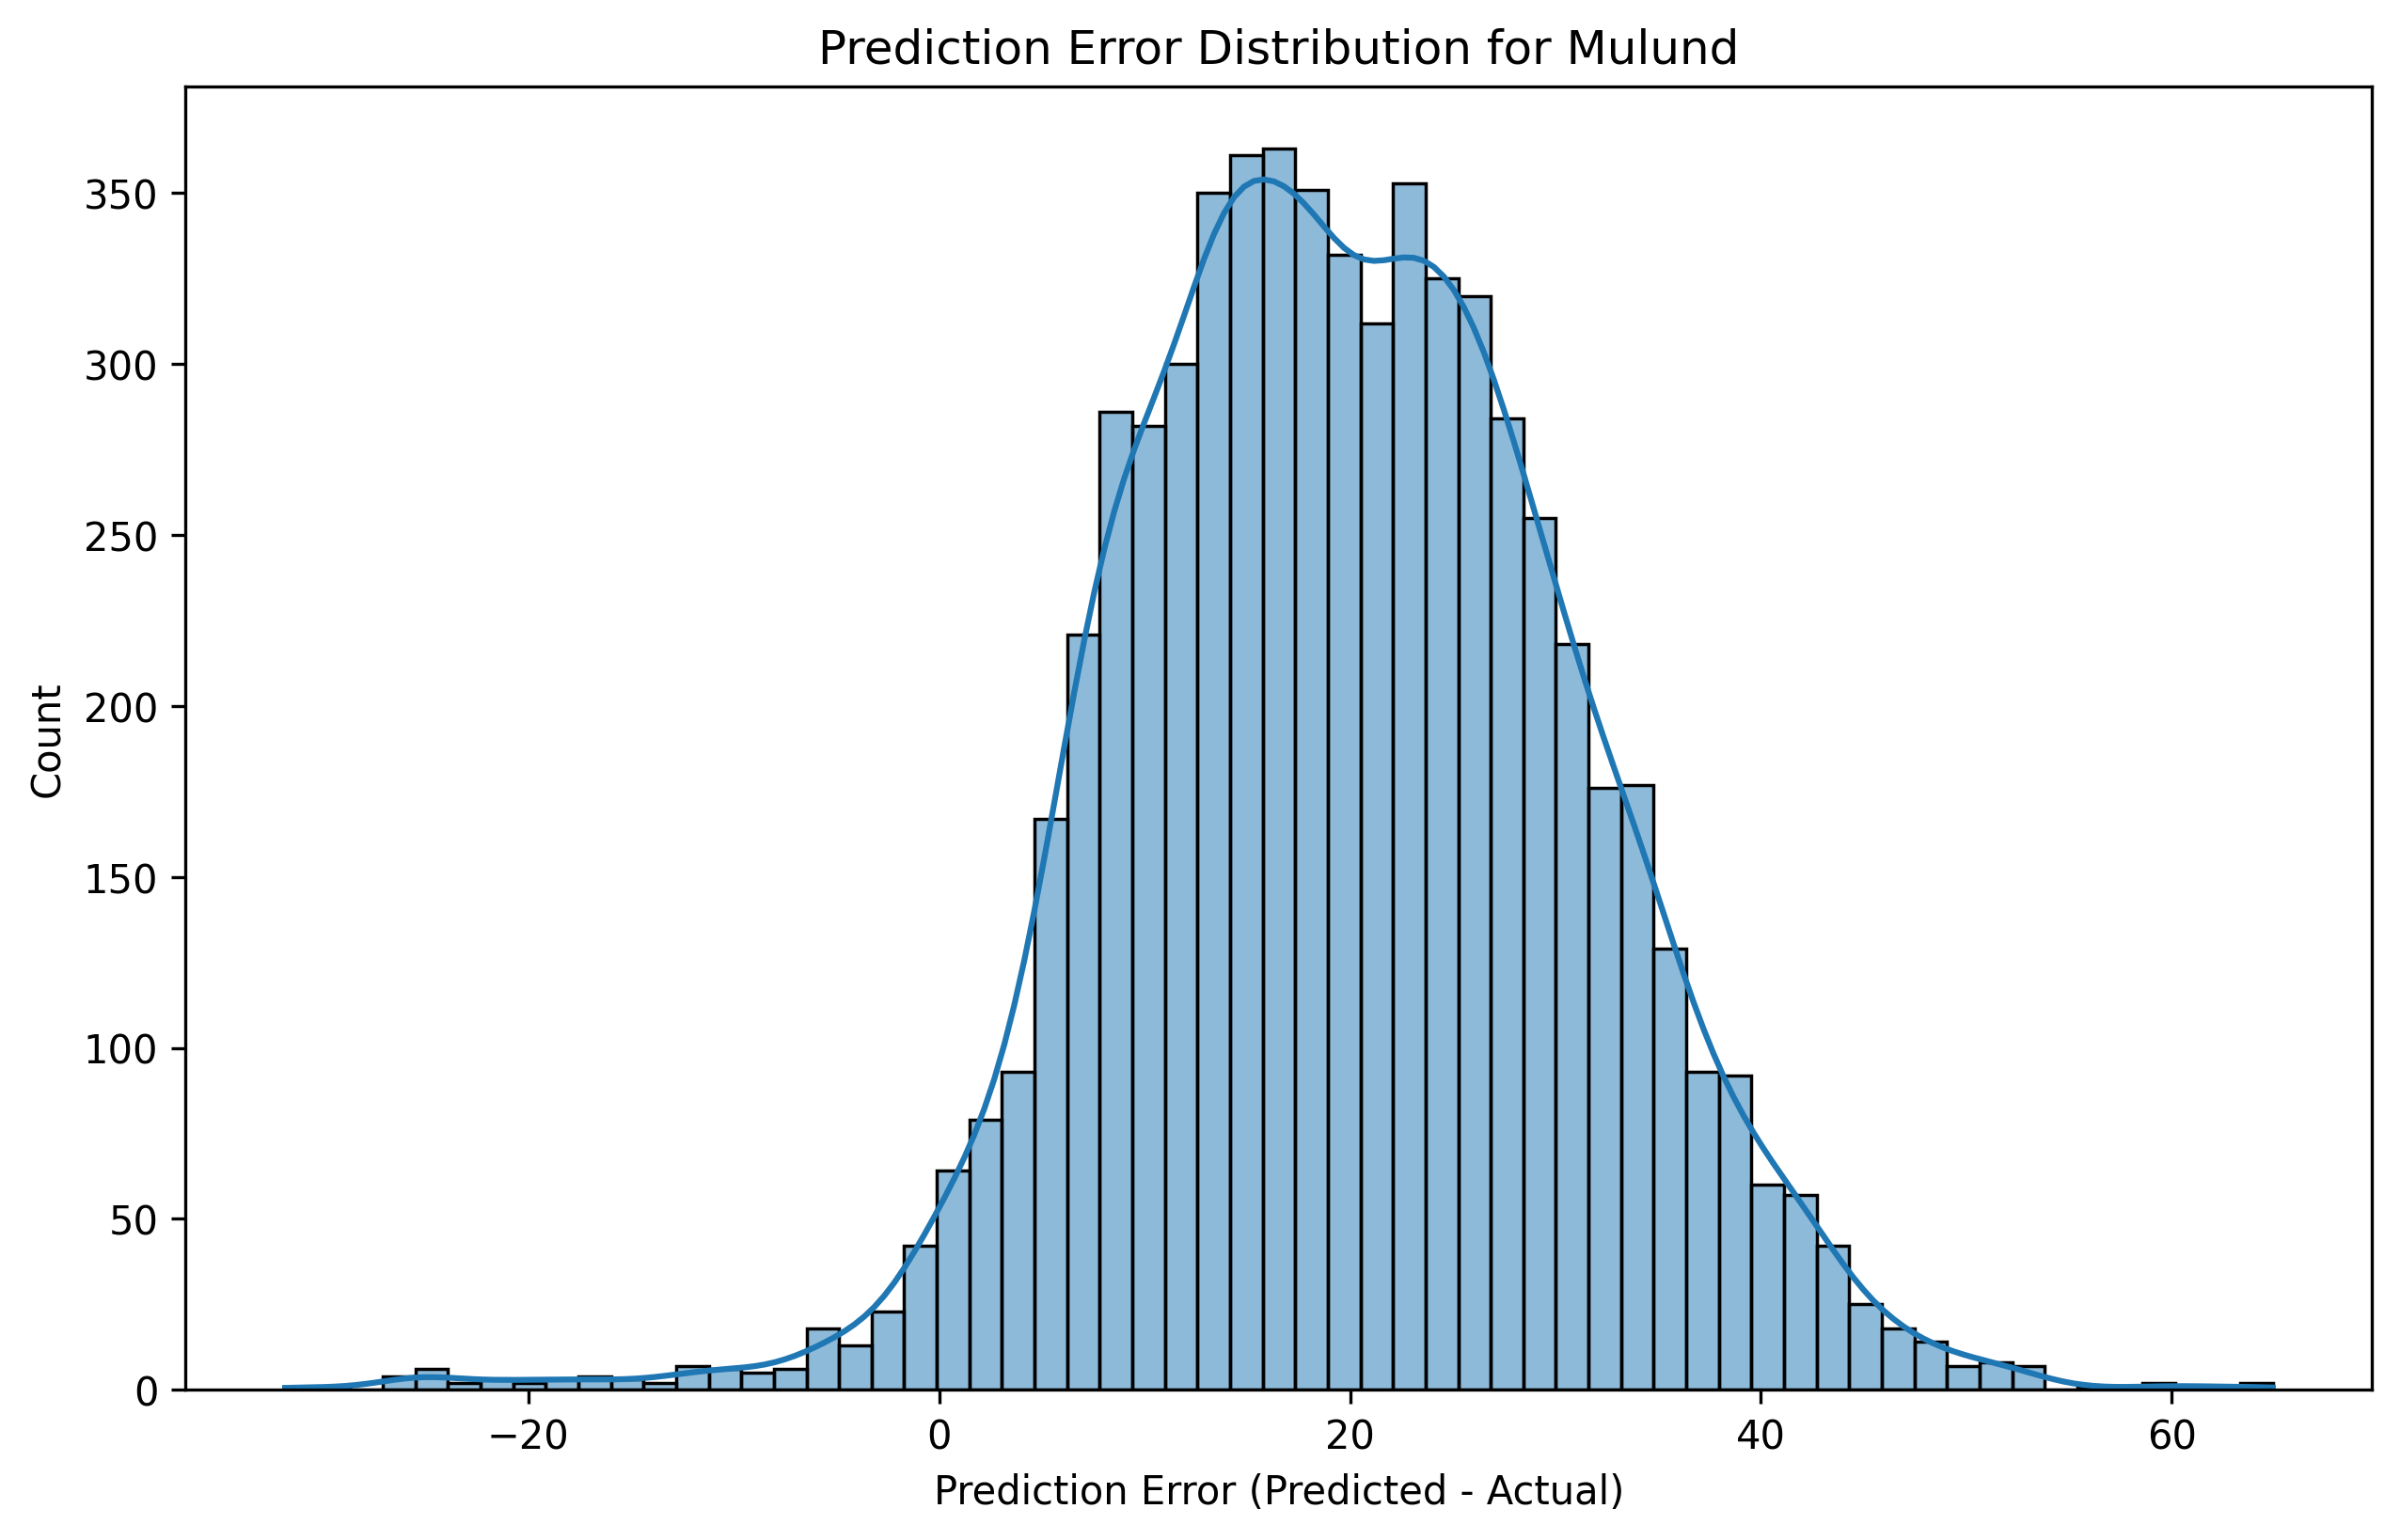 Prediction Error Distribution for Mulund
350
300
250
200
150
100
50
0
Count
−20 0 20 40 60
Prediction Error (Predicted - Actual)